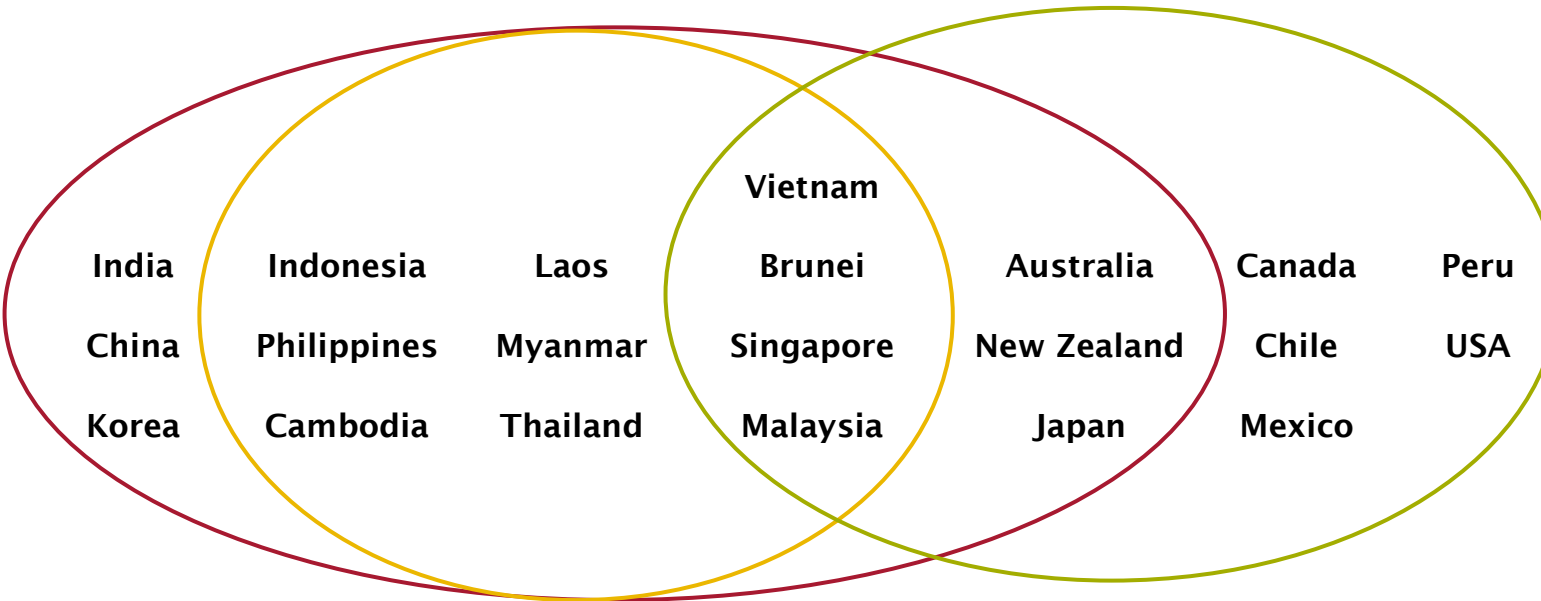 Vietnam
India Indonesia Laos Brunei Australia Canada Peru
China Philippines Myanmar Singapore New Zealand Chile USA
Korea Cambodia Thailand Malaysia Japan Mexico